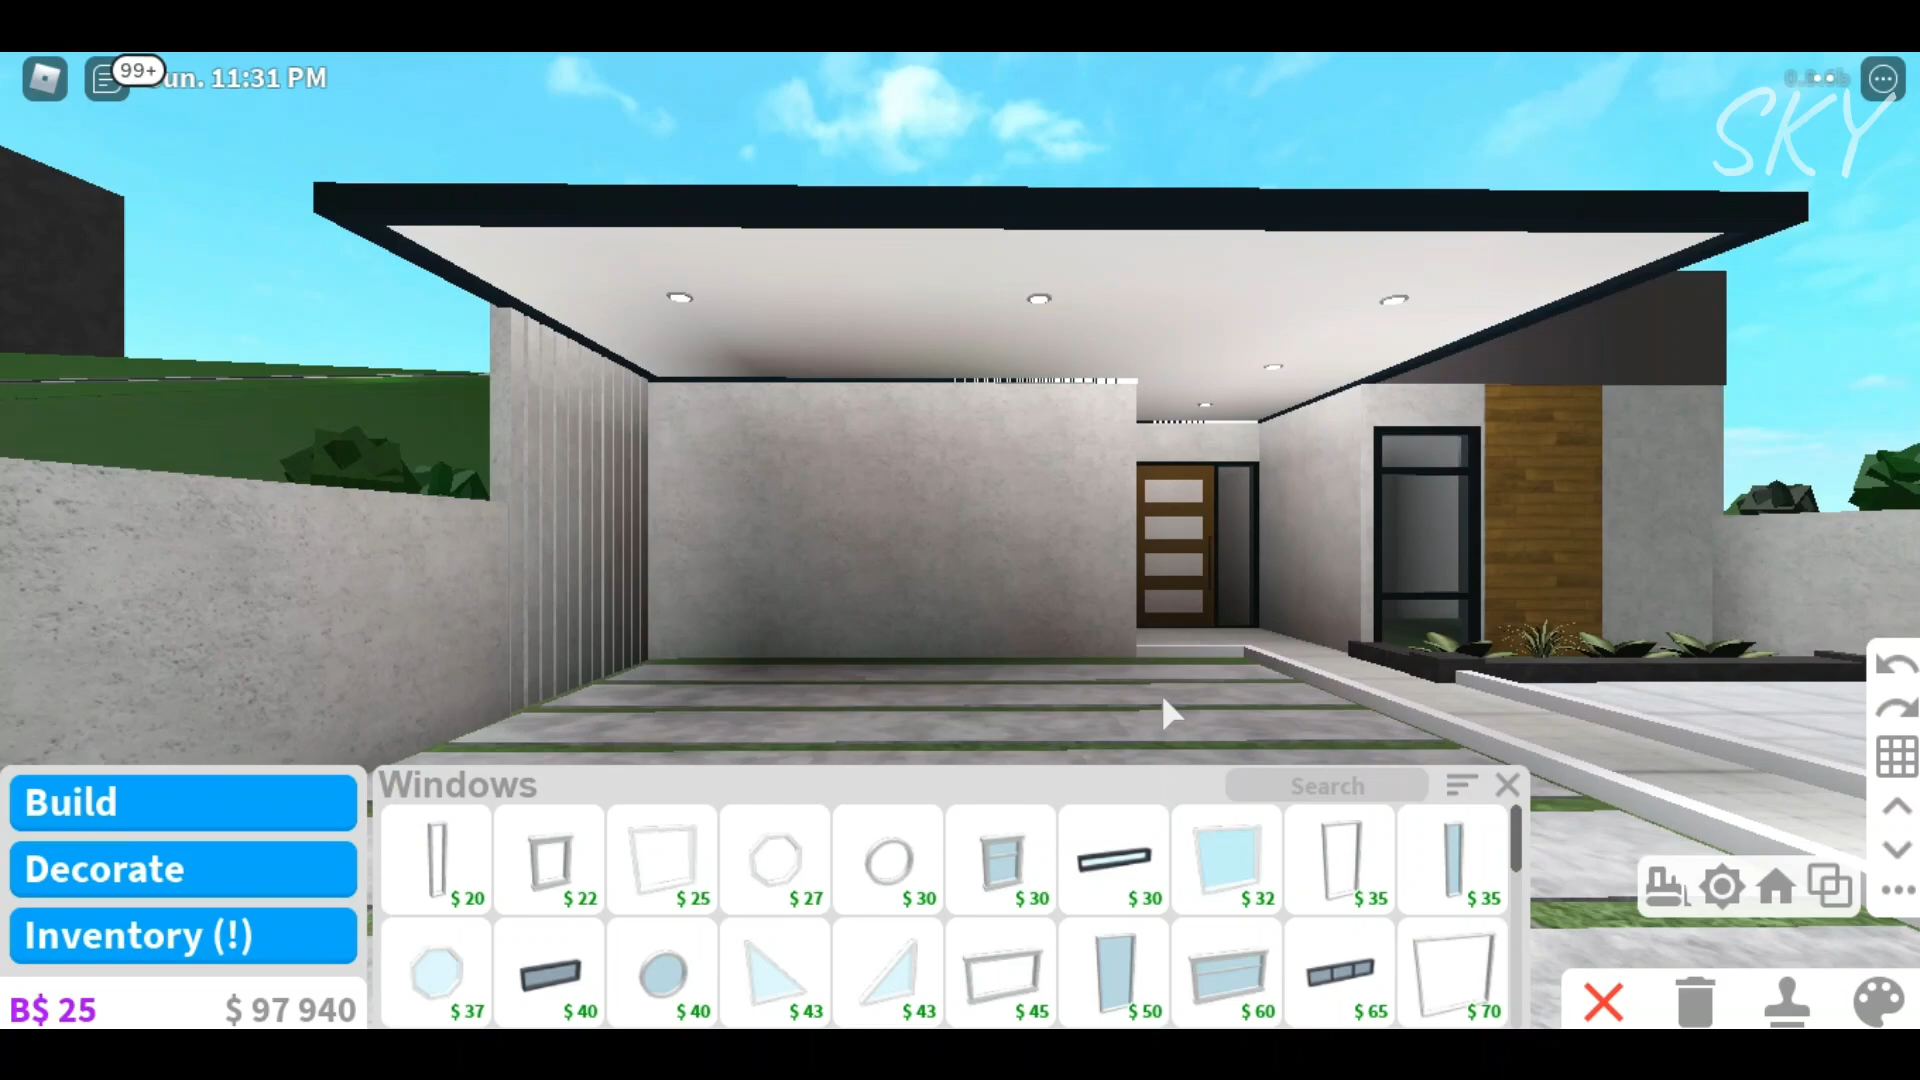 99+
un. 11:31 PM
SKY
Windows
Search
Build
Decorate
Inventory (!)
B$ 25
$ 97 940
$ 20
$ 22
$ 25
$ 27
$ 30
$ 30
$ 30
$ 32
$ 35
$ 35
$ 37
$ 40
$ 40
$ 43
$ 43
$ 45
$ 50
$ 60
$ 65
$ 70